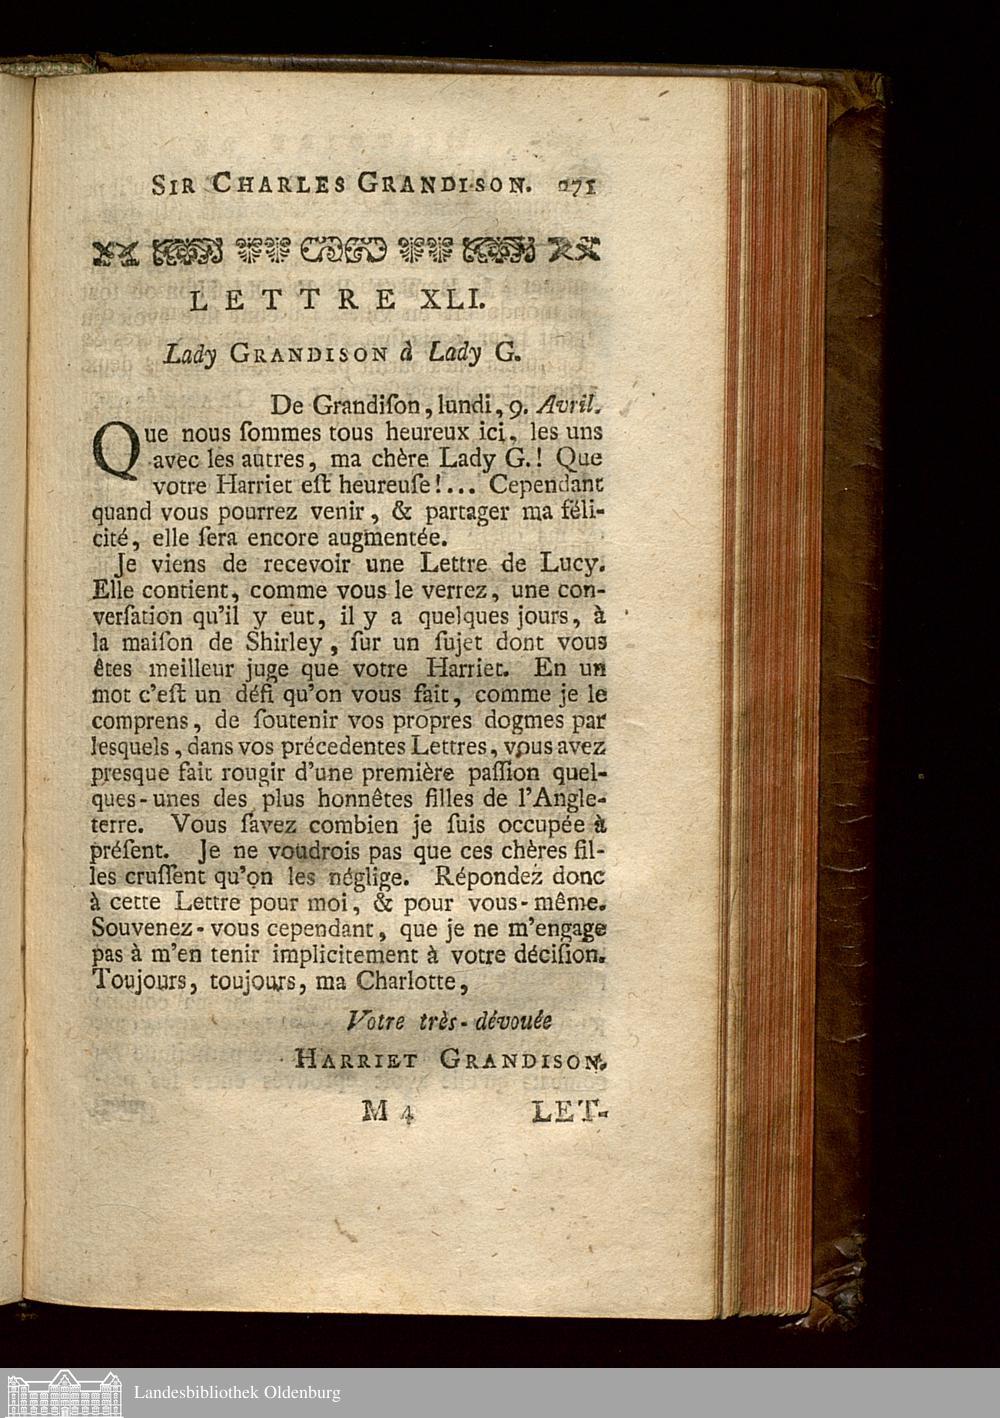 SIR CHARLES GRANDISON. 271
LETTRE XLI.
Lady GRANDISON à Lady G.
De Grandiſon, lundi, 9. Avril.
Que nous ſommes tous heureux ici, les uns
avec les autres, ma chère Lady G.! Que
votre Harriet eſt heureuſe!... Cependant
quand vous pourrez venir, & partager ma féli-
cité, elle ſera encore augmentée.
Je viens de recevoir une Lettre de Lucy.
Elle contient, comme vous le verrez, une con-
verſation qu'il y eut, il y a quelques jours, à
la maiſon de Shirley, ſur un ſujet dont vous
êtes meilleur juge que votre Harriet. En un
mot c'eſt un défi qu'on vous fait, comme je le
comprens, de ſoutenir vos propres dogmes par
lesquels, dans vos précedentes Lettres, vous avez
presque fait rougir d'une première paſſion quel-
ques-unes des plus honnêtes filles de l'Angle-
terre. Vous ſavez combien je ſuis occupée à
préſent. Je ne voudrois pas que ces chères fil-
les cruſſent qu'on les néglige. Répondez donc
à cette Lettre pour moi, & pour vous-même.
Souvenez-vous cependant, que je ne m'engage
pas à m'en tenir implicitement à votre déciſion.
Toujours, toujours, ma Charlotte,
Votre très-dévouée
HARRIET GRANDISON.
M 4 LET-
Landesbibliothek Oldenburg